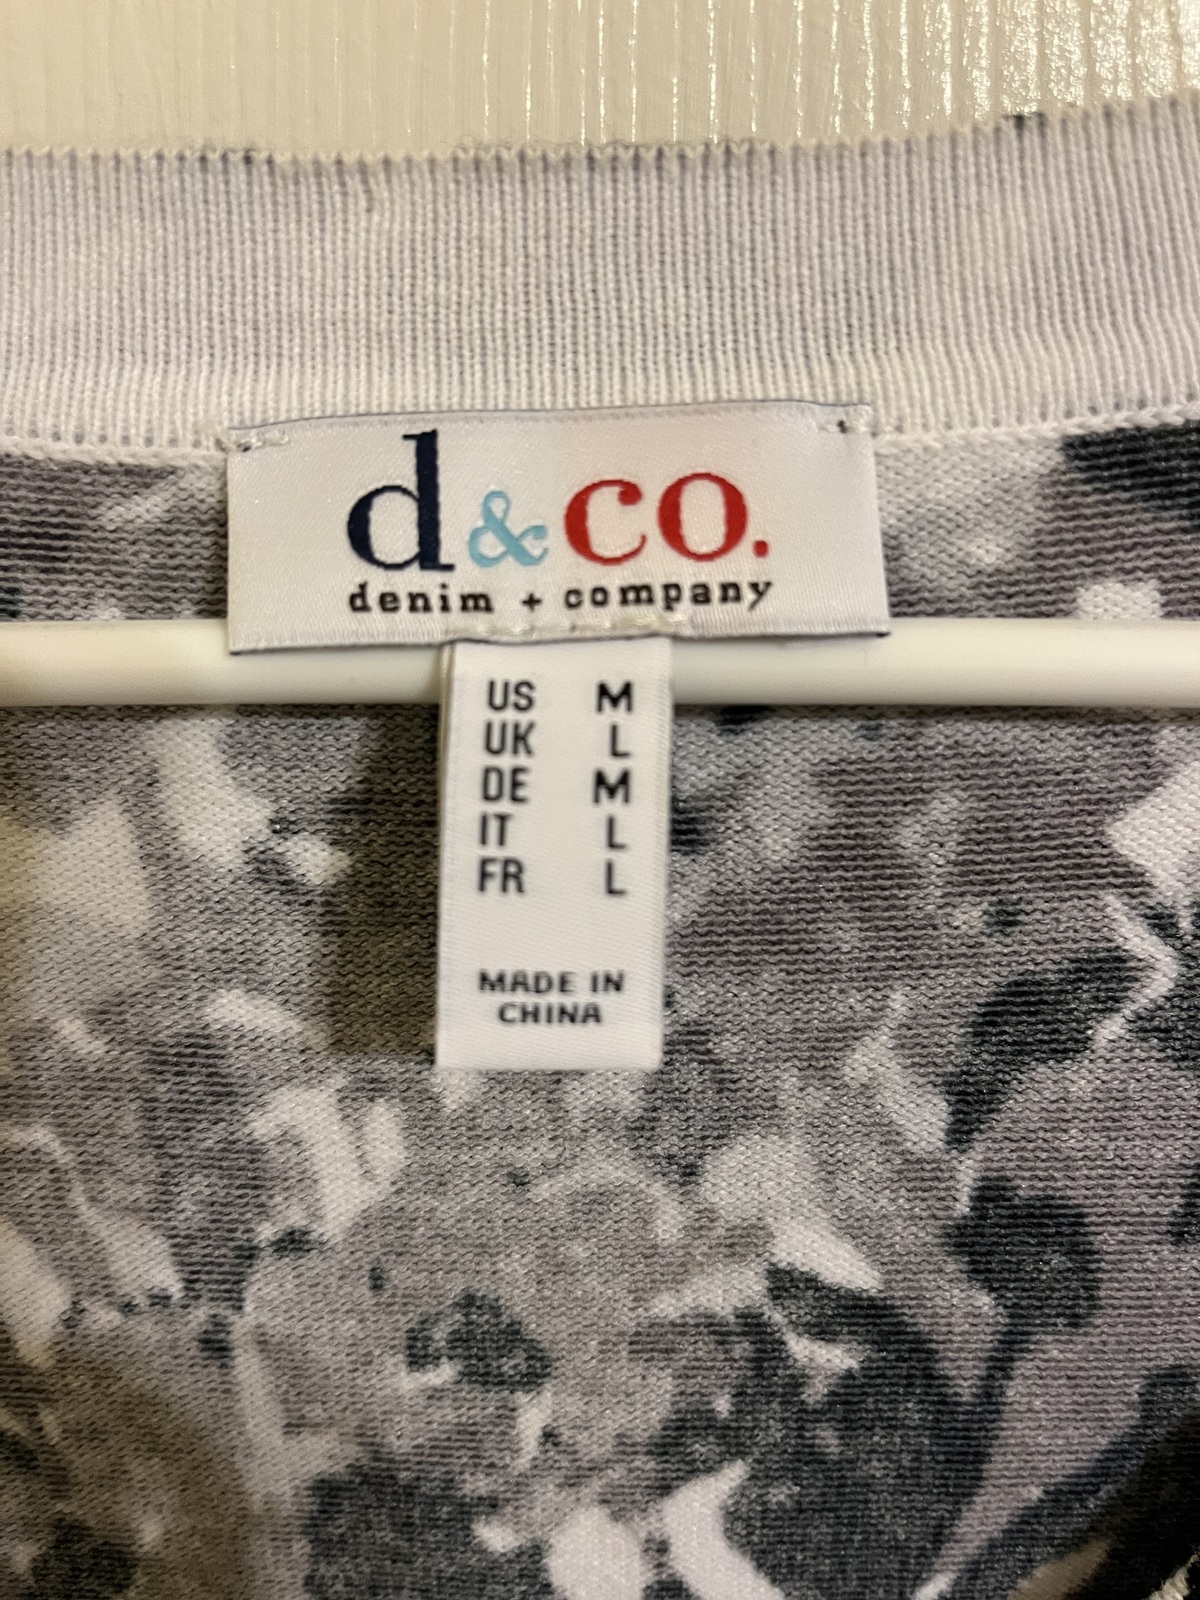 d&co.
denim + company
US M
UK L
DE M
IT L
FR L
MADE IN
CHINA